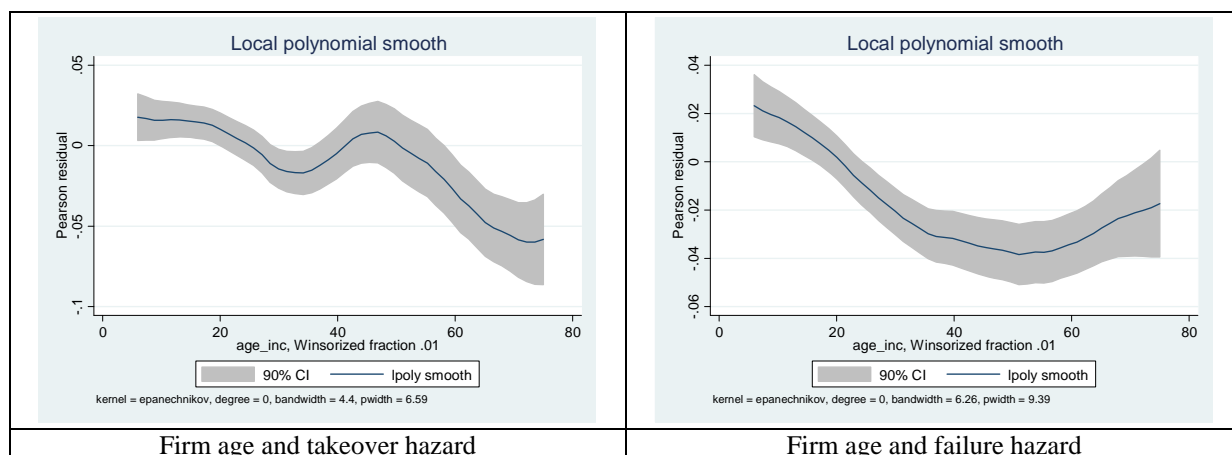 Local polynomial smooth
.05
0
-.05
-.1
Pearson residual
0 20 40 60 80
age_inc, Winsorized fraction .01
90% CI lpoly smooth
kernel = epanechnikov, degree = 0, bandwidth = 4.4, pwidth = 6.59
Firm age and takeover hazard
Local polynomial smooth
.04
.02
0
-.02
-.04
-.06
Pearson residual
0 20 40 60 80
age_inc, Winsorized fraction .01
90% CI lpoly smooth
kernel = epanechnikov, degree = 0, bandwidth = 6.26, pwidth = 9.39
Firm age and failure hazard